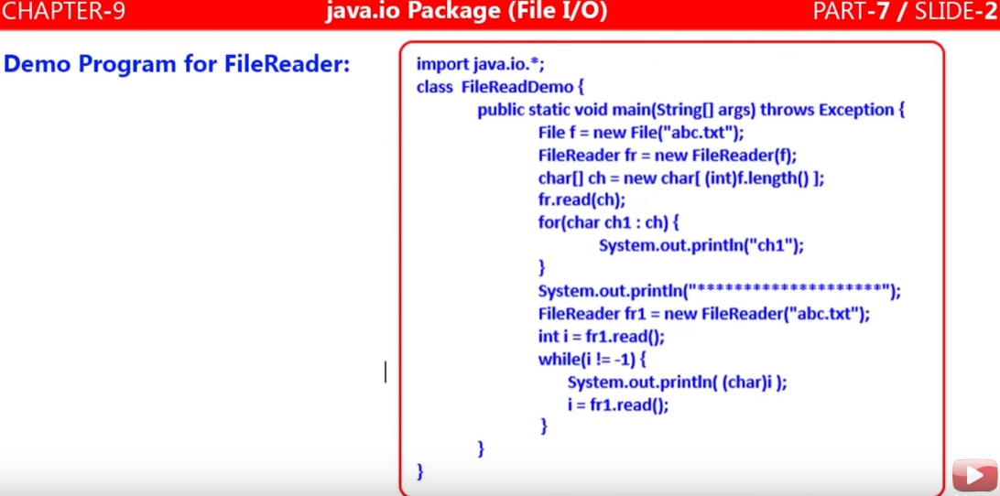 CHAPTER-9
java.io Package (File I/O)
PART-7 / SLIDE-2
Demo Program for FileReader:
import java.io.*;
class FileReadDemo {
public static void main(String[] args) throws Exception {
File f = new File("abc.txt");
FileReader fr = new FileReader(f);
char[] ch = new char[ (int)f.length() ];
fr.read(ch);
for(char ch1 : ch) {
System.out.println("ch1");
}
System.out.println("********************");
FileReader fr1 = new FileReader("abc.txt");
int i = fr1.read();
while(i != -1) {
System.out.println( (char)i );
i = fr1.read();
}
}
}